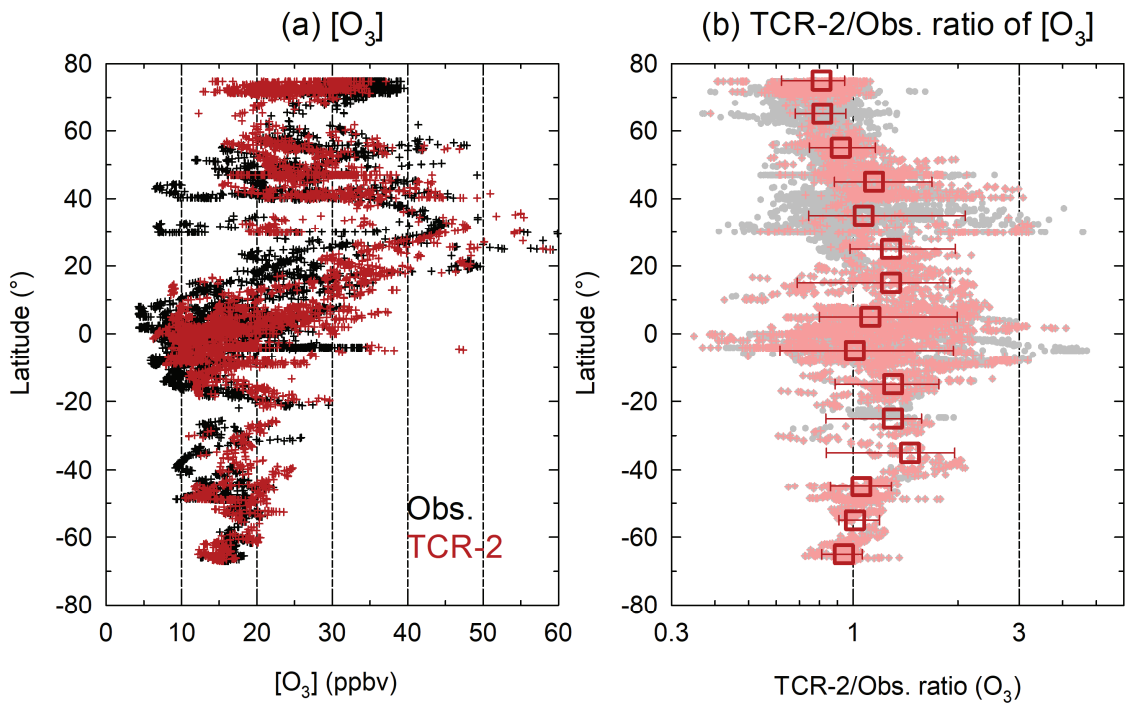 (a) [O₃]
80
60
40
20
0
-20
-40
-60
-80
Latitude (°)
Obs.
TCR-2
0 10 20 30 40 50 60
[O₃] (ppbv)
(b) TCR-2/Obs. ratio of [O₃]
80
60
40
20
0
-20
-40
-60
-80
Latitude (°)
0.3 1 3
TCR-2/Obs. ratio (O₃)